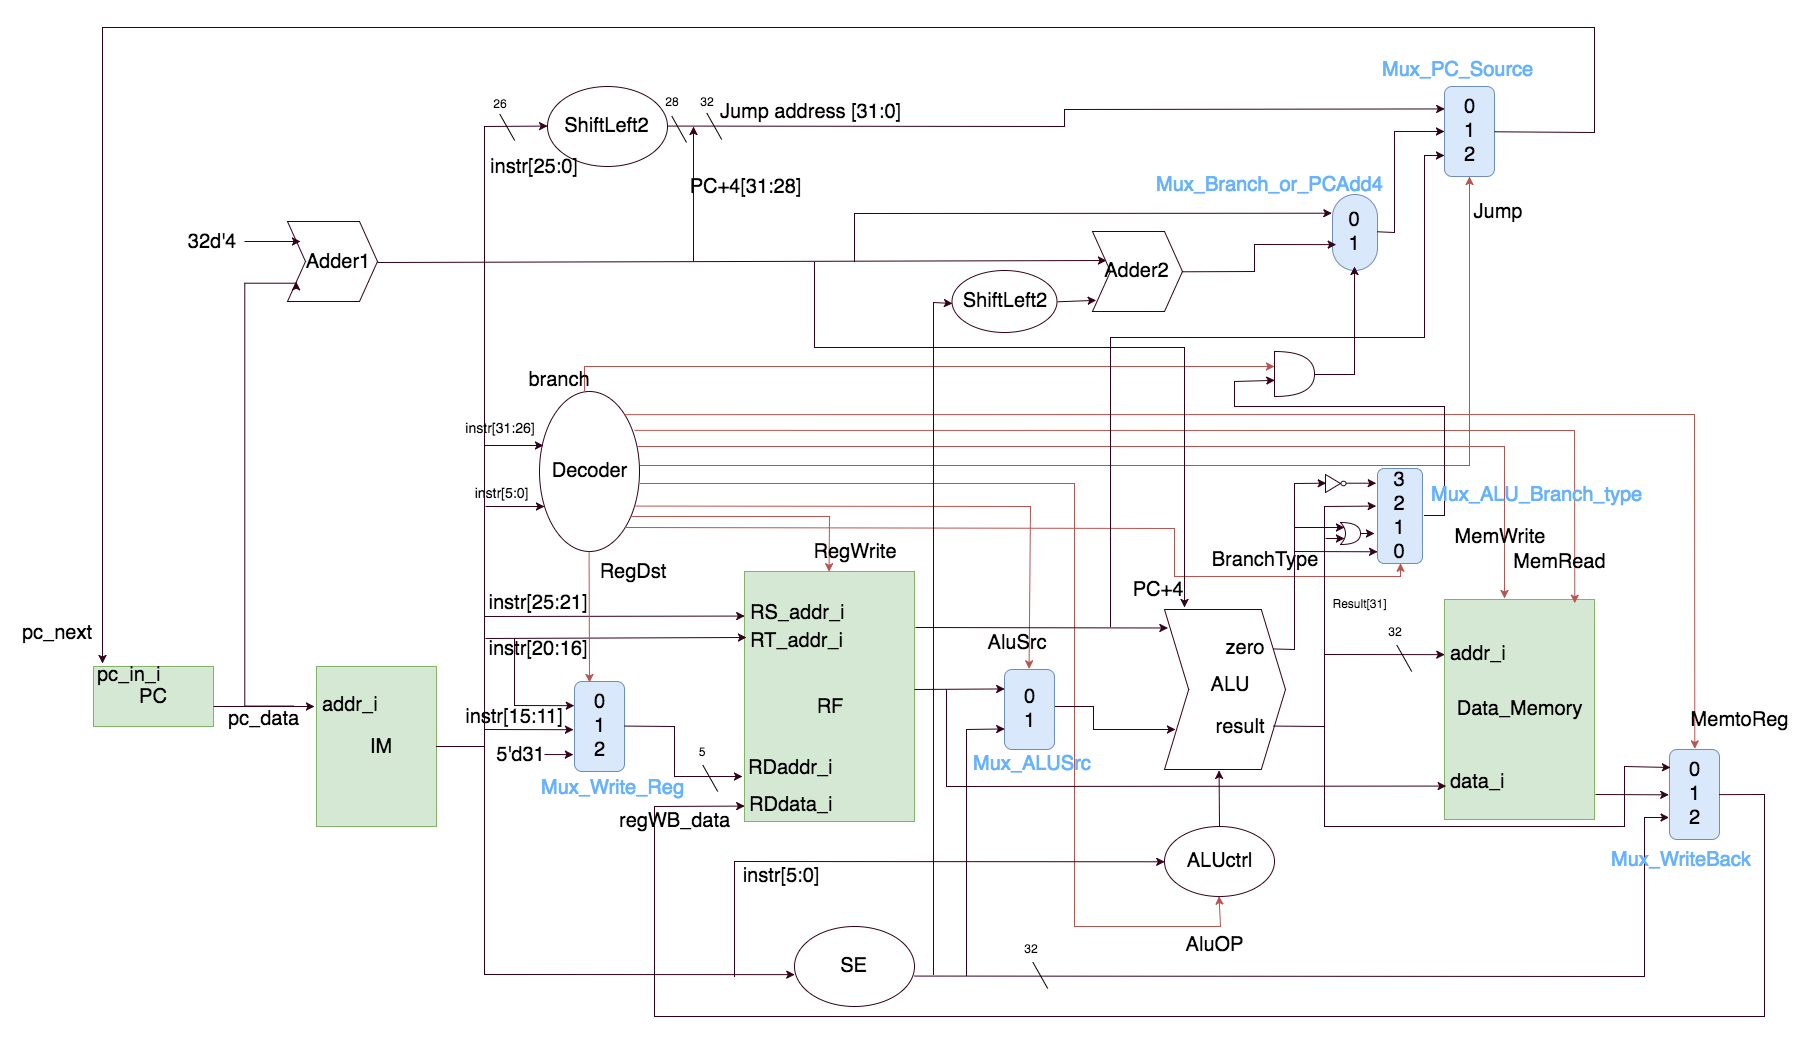 Mux_PC_Source
26
28
32
Jump address [31:0]
0
1
2
ShiftLeft2
instr[25:0]
PC+4[31:28]
Mux_Branch_or_PCAdd4
0
1
Jump
32d'4
Adder1
Adder2
ShiftLeft2
branch
instr[31:26]
Decoder
instr[5:0]
3
2
1
0
Mux_ALU_Branch_type
MemWrite
MemRead
BranchType
RegWrite
RegDst
PC+4
instr[25:21]
RS_addr_i
RT_addr_i
instr[20:16]
Result[31]
32
pc_next
pc_in_i
PC
pc_data
addr_i
IM
instr[15:11]
5'd31
0
1
2
Mux_Write_Reg
5
RF
RDaddr_i
RDdata_i
regWB_data
AluSrc
0
1
Mux_ALUSrc
zero
ALU
result
addr_i
Data_Memory
data_i
MemtoReg
0
1
2
Mux_WriteBack
instr[5:0]
ALUctrl
AluOP
SE
32